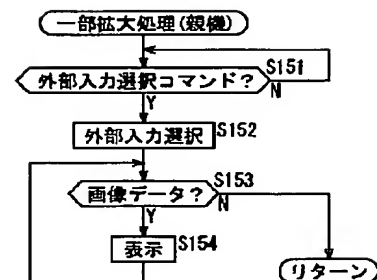 一部拡大処理(親機)
外部入力選択コマンド?
S151
N
Y
外部入力選択
S152
画像データ?
S153
N
Y
表示
S154
リターン